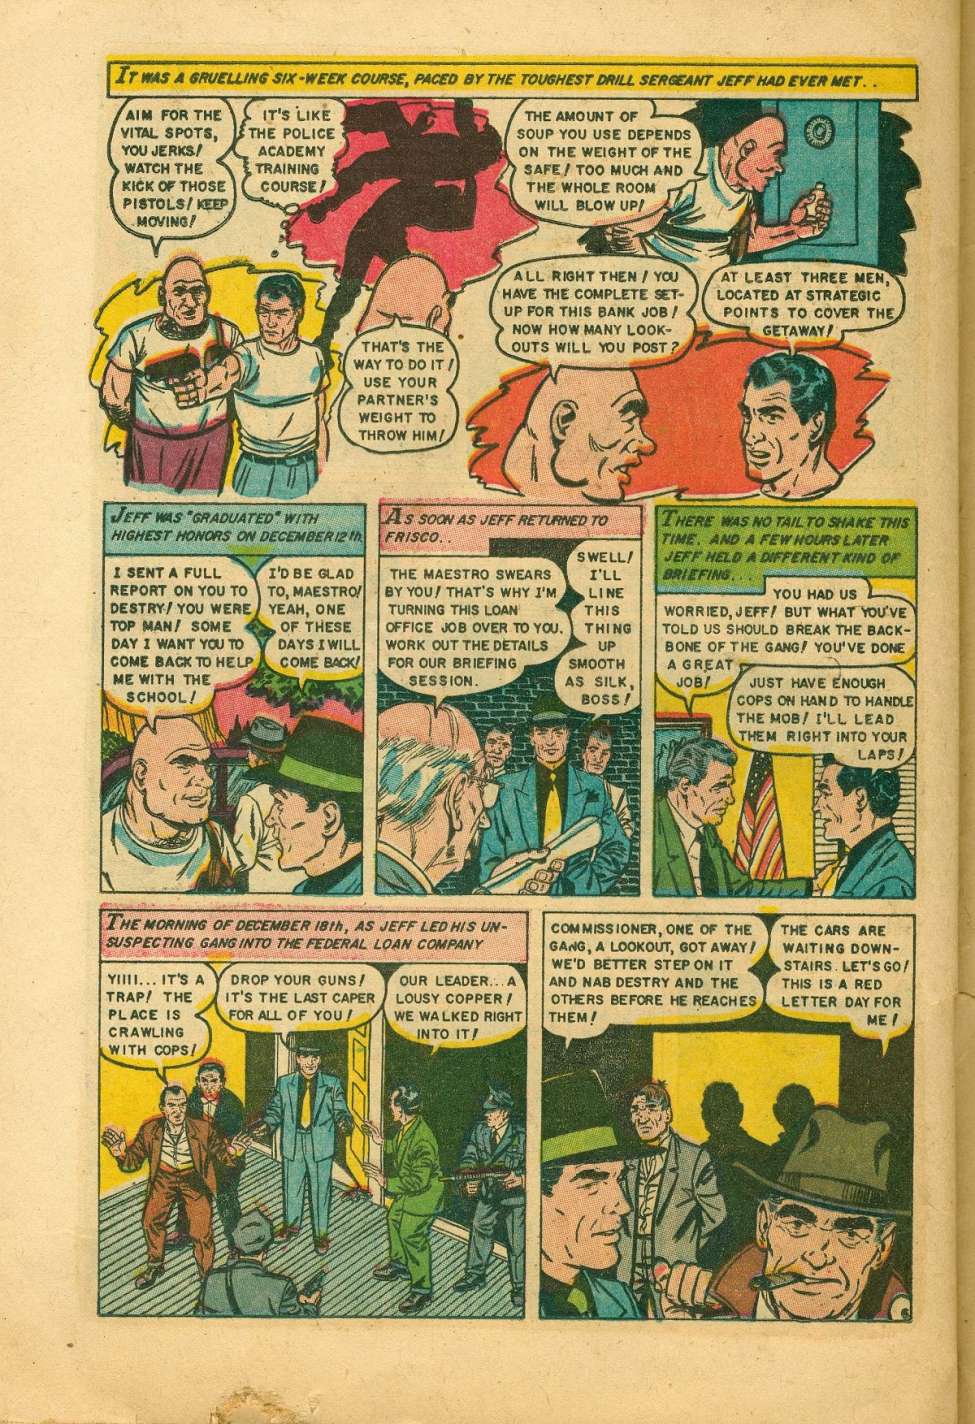 IT WAS A GRUELLING SIX-WEEK COURSE, PACED BY THE TOUGHEST DRILL SERGEANT JEFF HAD EVER MET..
AIM FOR THE
VITAL SPOTS,
YOU JERKS!
WATCH THE
KICK OF THOSE
PISTOLS! KEEP
MOVING!
IT'S LIKE
THE POLICE
ACADEMY
TRAINING
COURSE!
THAT'S THE
WAY TO DO IT!
USE YOUR
PARTNER'S
WEIGHT TO
THROW HIM!
THE AMOUNT OF
SOUP YOU USE DEPENDS
ON THE WEIGHT OF THE
SAFE! TOO MUCH AND
THE WHOLE ROOM
WILL BLOW UP!
ALL RIGHT THEN! YOU
HAVE THE COMPLETE SET-
UP FOR THIS BANK JOB!
NOW HOW MANY LOOK-
OUTS WILL YOU POST?
AT LEAST THREE MEN,
LOCATED AT STRATEGIC
POINTS TO COVER THE
GETAWAY!
JEFF WAS "GRADUATED" WITH
HIGHEST HONORS ON DECEMBER 12th.
I SENT A FULL
REPORT ON YOU TO
DESTRY! YOU WERE
TOP MAN! SOME
DAY I WANT YOU TO
COME BACK TO HELP
ME WITH THE
SCHOOL!
I'D BE GLAD
TO, MAESTRO!
YEAH, ONE
OF THESE
DAYS I WILL
COME BACK!
AS SOON AS JEFF RETURNED TO
FRISCO..
THE MAESTRO SWEARS
BY YOU! THAT'S WHY I'M
TURNING THIS LOAN
OFFICE JOB OVER TO YOU.
WORK OUT THE DETAILS
FOR OUR BRIEFING
SESSION.
SWELL!
I'LL
LINE
THIS
THING
UP
SMOOTH
AS SILK,
BOSS!
THERE WAS NO TAIL TO SHAKE THIS
TIME. AND A FEW HOURS LATER
JEFF HELD A DIFFERENT KIND OF
BRIEFING...
YOU HAD US
WORRIED, JEFF! BUT WHAT YOU'VE
TOLD US SHOULD BREAK THE BACK-
BONE OF THE GANG! YOU'VE DONE
A GREAT
JOB!
JUST HAVE ENOUGH
COPS ON HAND TO HANDLE
THE MOB! I'LL LEAD
THEM RIGHT INTO YOUR
LAPS!
THE MORNING OF DECEMBER 18th, AS JEFF LED HIS UN-
SUSPECTING GANG INTO THE FEDERAL LOAN COMPANY
YIIII... IT'S A
TRAP! THE
PLACE IS
CRAWLING
WITH COPS!
DROP YOUR GUNS!
IT'S THE LAST CAPER
FOR ALL OF YOU!
OUR LEADER...A
LOUSY COPPER!
WE WALKED RIGHT
INTO IT!
COMMISSIONER, ONE OF THE
GANG, A LOOKOUT, GOT AWAY!
WE'D BETTER STEP ON IT
AND NAB DESTRY AND THE
OTHERS BEFORE HE REACHES
THEM!
THE CARS ARE
WAITING DOWN-
STAIRS. LET'S GO!
THIS IS A RED
LETTER DAY FOR
ME!
6